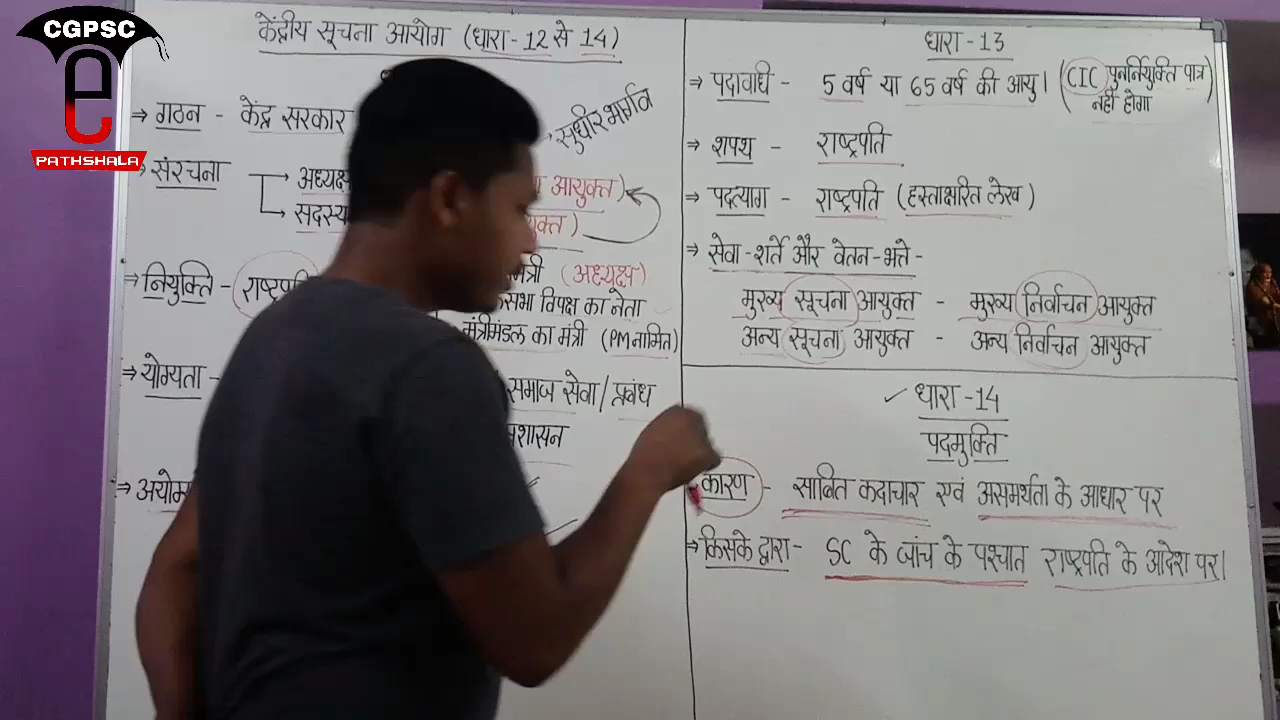 CGPSC
e
PATHSHALA
केंद्रीय सूचना आयोग (धारा - 12 से 14)
⇒ गठन - केंद्र सरकार
→ सुधीर भार्गव
⇒ संरचना → अध्यक्ष
आयुक्त)
→ सदस्य
⇒ नियुक्ति -
(अध्यक्ष)
विपक्ष का नेता
मंत्रीमंडल का मंत्री (PM नामित)
⇒ योग्यता -
समाज सेवा / प्रबंध
⇒
धारा - 13
⇒ पदावधि - 5 वर्ष या 65 वर्ष की आयु। (CIC पुनर्नियुक्ति पात्र
नहीं होगा)
⇒ शपथ - राष्ट्रपति
⇒ पदत्याग - राष्ट्रपति (हस्ताक्षरित लेख)
⇒ सेवा - शर्ते और वेतन - भत्ते -
मुख्य सूचना आयुक्त - मुख्य निर्वाचन आयुक्त
अन्य सूचना आयुक्त - अन्य निर्वाचन आयुक्त
✓ धारा - 14
पदमुक्ति
कारण - साबित कदाचार एवं असमर्थता के आधार पर
⇒ किसके द्वारा - SC के जांच के पश्चात राष्ट्रपति के आदेश पर।